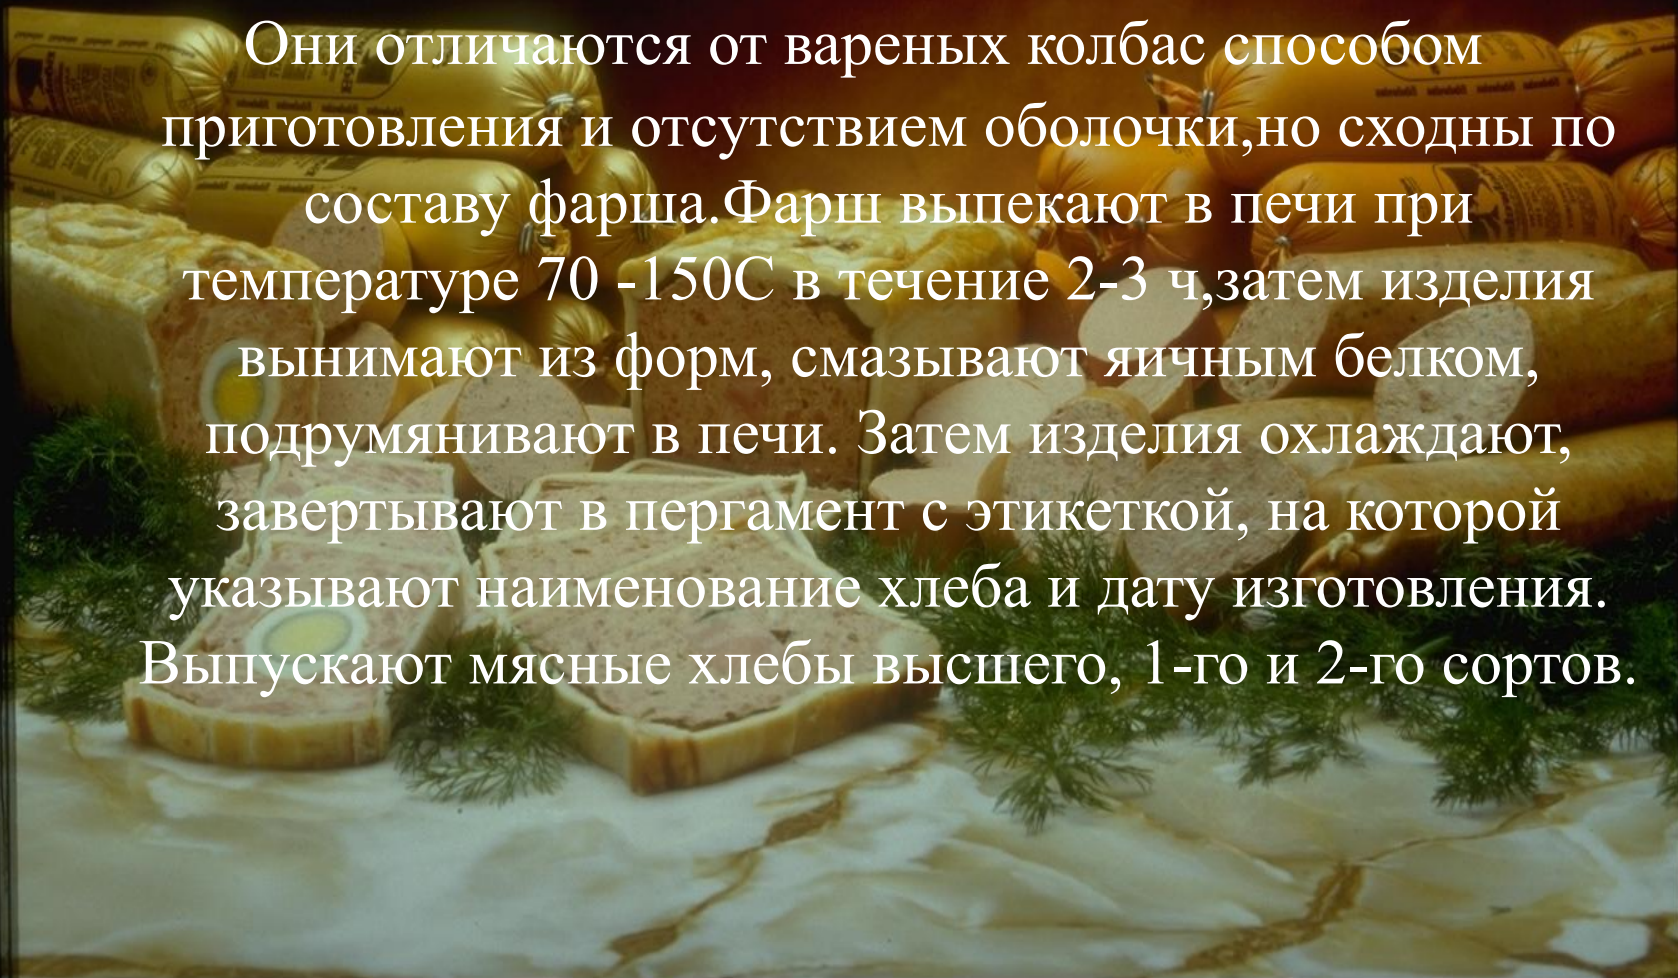 Они отличаются от вареных колбас способом
приготовления и отсутствием оболочки,но сходны по
составу фарша.Фарш выпекают в печи при
температуре 70 -150С в течение 2-3 ч,затем изделия
вынимают из форм, смазывают яичным белком,
подрумянивают в печи. Затем изделия охлаждают,
завертывают в пергамент с этикеткой, на которой
указывают наименование хлеба и дату изготовления.
Выпускают мясные хлебы высшего, 1-го и 2-го сортов.